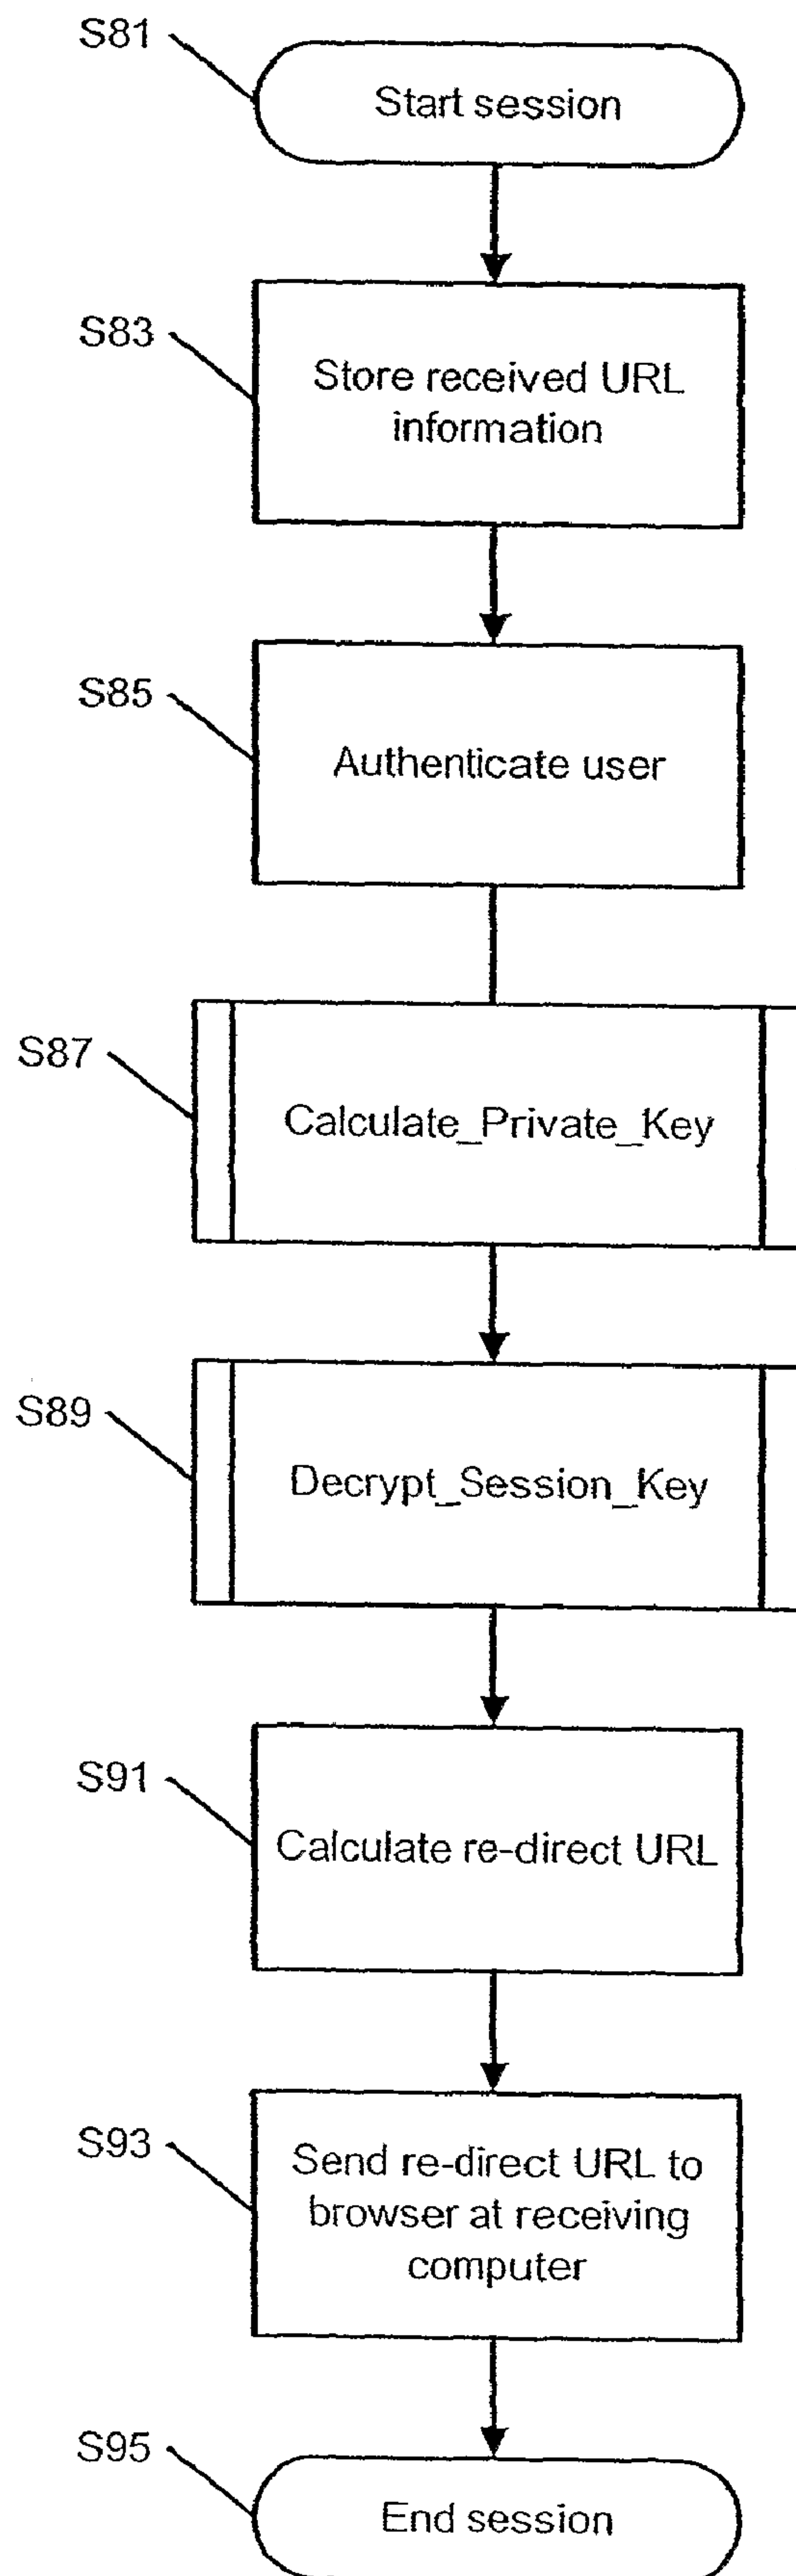 S81
Start session
S83
Store received URL
information
S85
Authenticate user
S87
Calculate_Private_Key
S89
Decrypt_Session_Key
S91
Calculate re-direct URL
S93
Send re-direct URL to
browser at receiving
computer
S95
End session